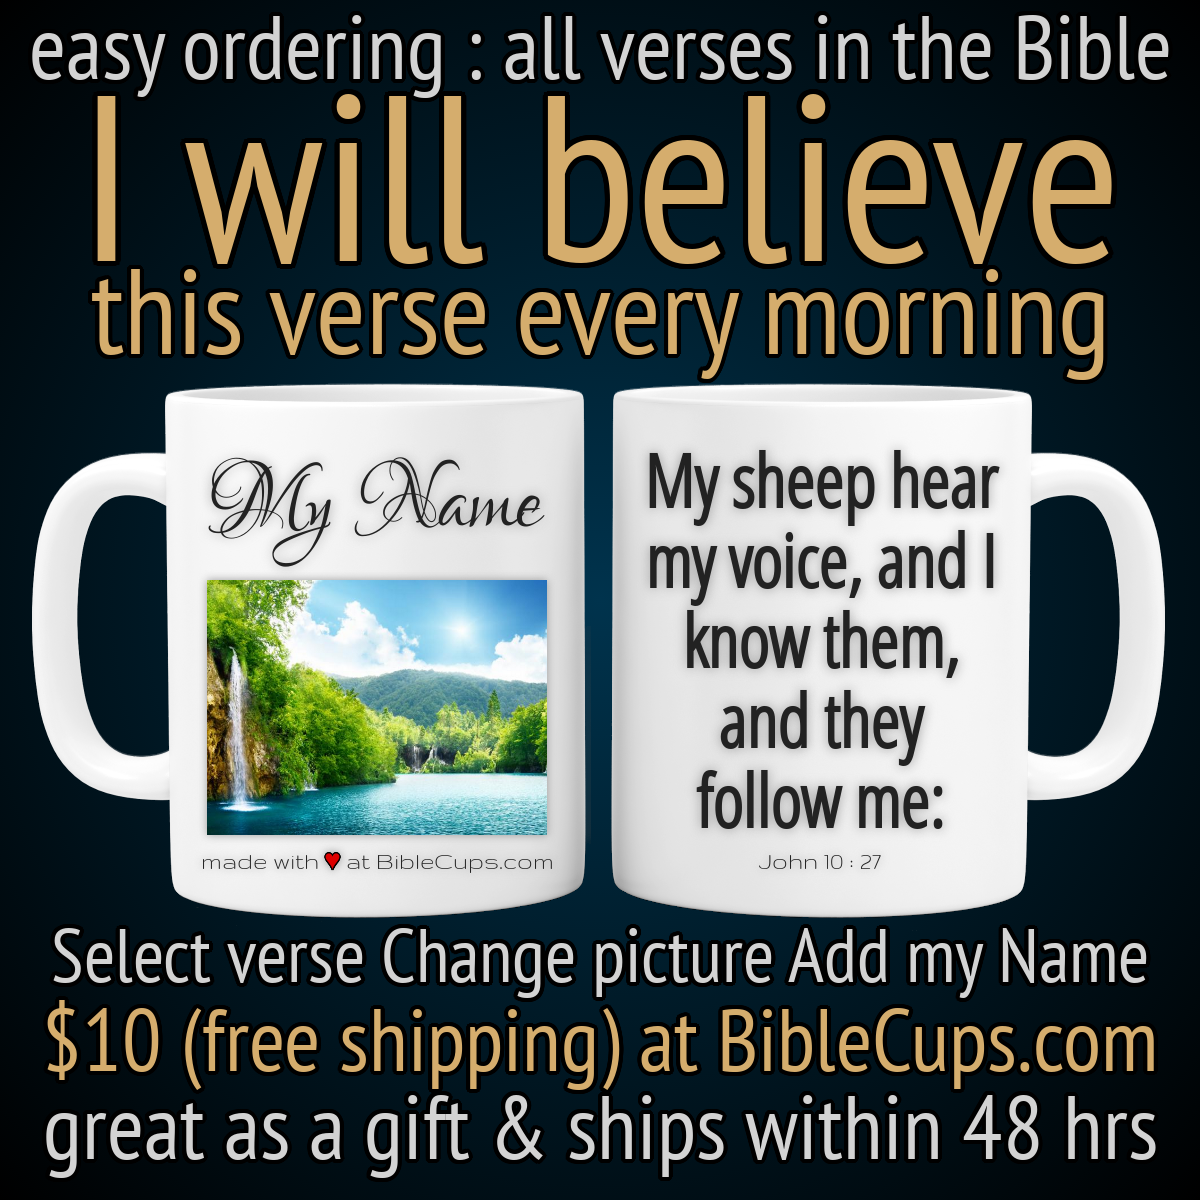 easy ordering : all verses in the Bible
I will believe
this verse every morning
My Name
made with at BibleCups.com
My sheep hear
my voice, and I
know them,
and they
follow me:
John 10 : 27
Select verse Change picture Add my Name
$10 (free shipping) at BibleCups.com
great as a gift & ships within 48 hrs